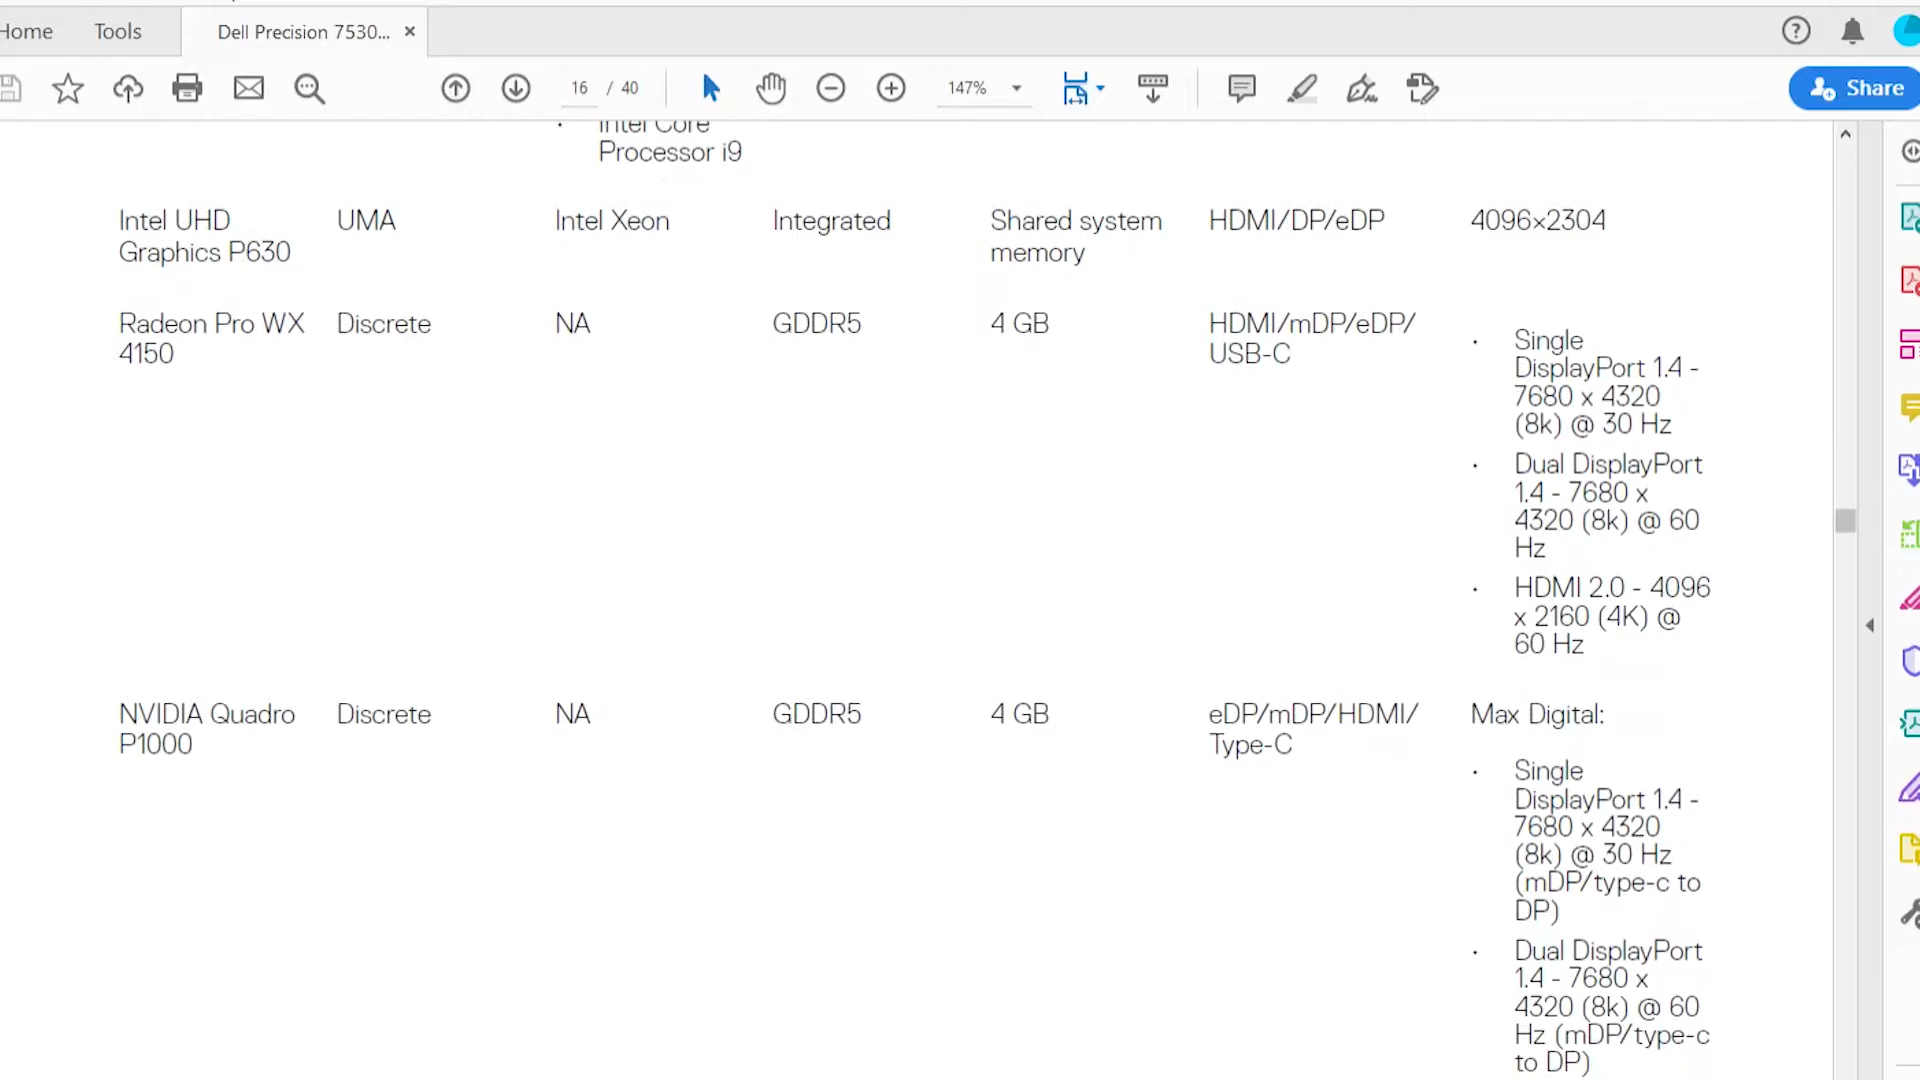 Home Tools Dell Precision 7530... ×
16 / 40 147% Share
Intel Core
Processor i9
Intel UHD UMA Intel Xeon Integrated Shared system HDMI/DP/eDP 4096×2304
Graphics P630 memory
Radeon Pro WX Discrete NA GDDR5 4 GB HDMI/mDP/eDP/
4150 USB-C
· Single
DisplayPort 1.4 -
7680 x 4320
(8k) @ 30 Hz
· Dual DisplayPort
1.4 - 7680 x
4320 (8k) @ 60
Hz
· HDMI 2.0 - 4096
x 2160 (4K) @
60 Hz
NVIDIA Quadro Discrete NA GDDR5 4 GB eDP/mDP/HDMI/ Max Digital:
P1000 Type-C
· Single
DisplayPort 1.4 -
7680 x 4320
(8k) @ 30 Hz
(mDP/type-c to
DP)
· Dual DisplayPort
1.4 - 7680 x
4320 (8k) @ 60
Hz (mDP/type-c
to DP)